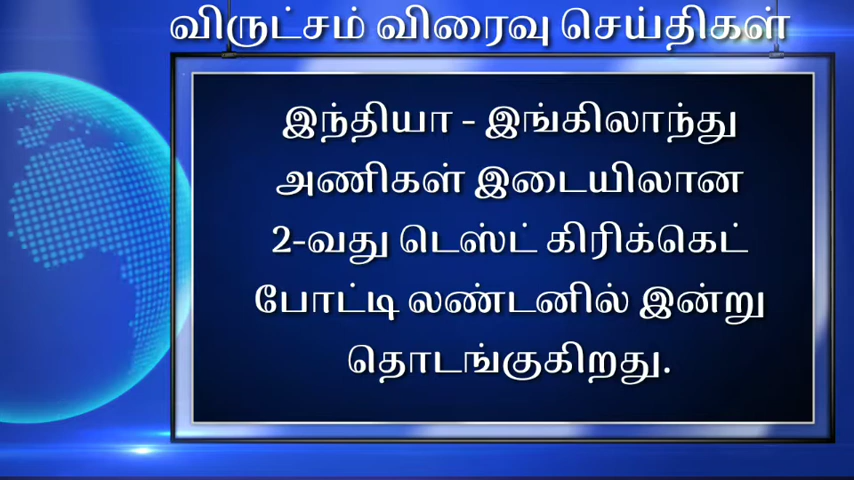 விருட்சம் விரைவு செய்திகள்
இந்தியா - இங்கிலாந்து
அணிகள் இடையிலான
2-வது டெஸ்ட் கிரிக்கெட்
போட்டி லண்டனில் இன்று
தொடங்குகிறது.